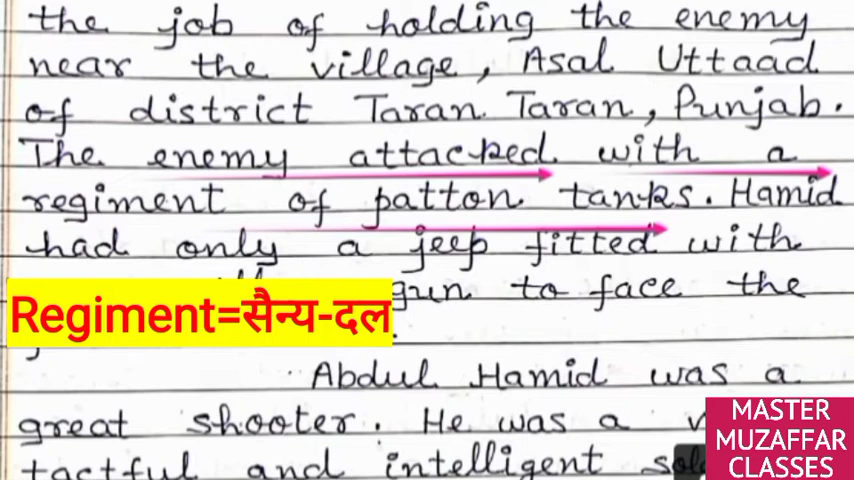 the job of holding the enemy
near the village, Asal Uttaad
of district Taran Taran, Punjab.
The enemy attacked with a
regiment of patton tanks. Hamid
had only a jeep fitted with
gun to face the
Regiment=सैन्य-दल
Abdul Hamid was a
great shooter. He was a
tactful and intelligent
MASTER
MUZAFFAR
CLASSES